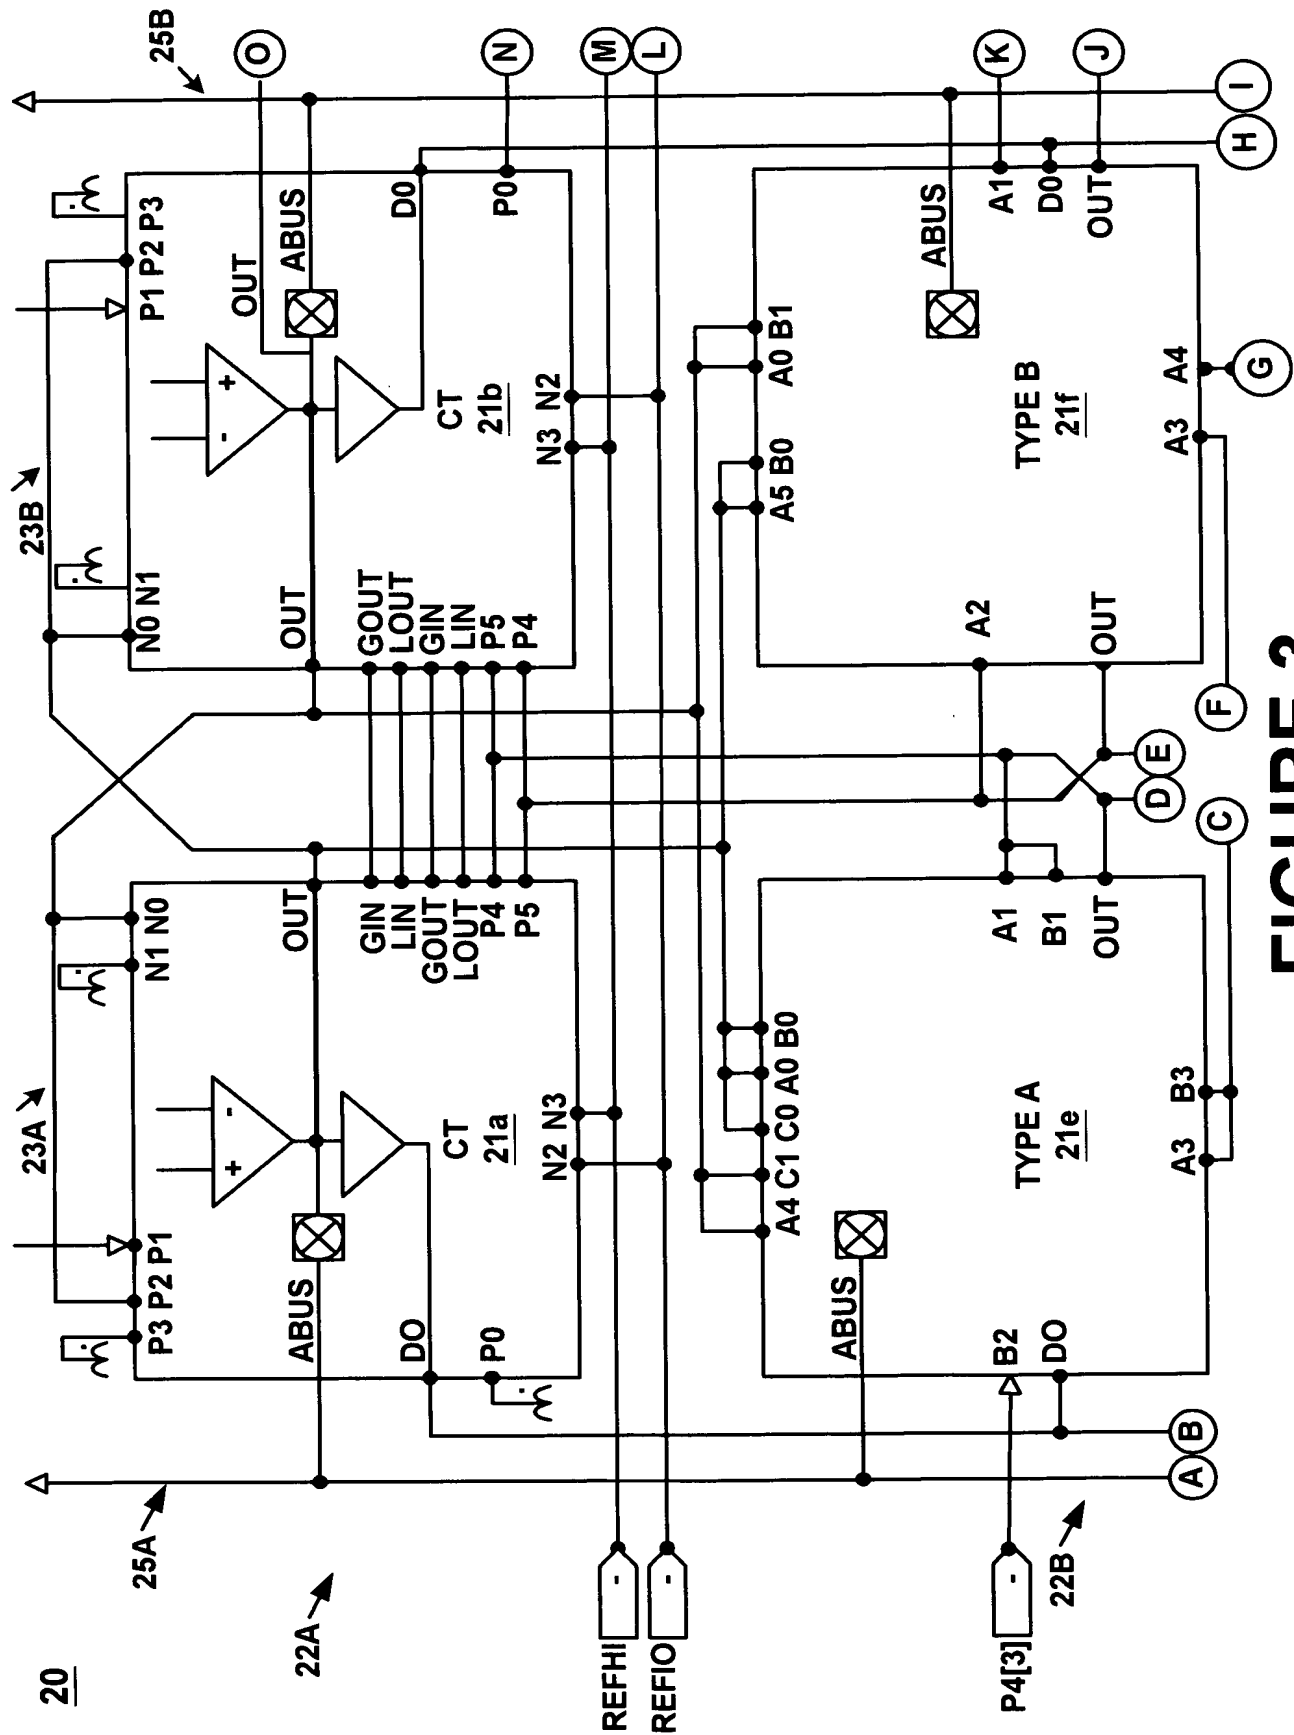 20
23A
23B
25A
25B
P3 P2 P1
N1 N0
N0 N1
P1 P2 P3
22A
ABUS
+
-
OUT
OUT
-
+
OUT
ABUS
O
GIN
LIN
GOUT
LOUT
P4
P5
GOUT
LOUT
GIN
LIN
P5
P4
DO
P0
CT
21a
CT
21b
D0
P0
N
N2 N3
N3 N2
REFHI
-
M
REFIO
-
L
A4 C1 C0 A0 B0
A5 B0
A0 B1
ABUS
ABUS
P4[3]
-
B2
DO
TYPE A
21e
A1
B1
OUT
A2
OUT
TYPE B
21f
A1
D0
OUT
K
J
22B
A3 B3
A3
A4
A
B
C
D
E
F
G
H
I
FIGURE